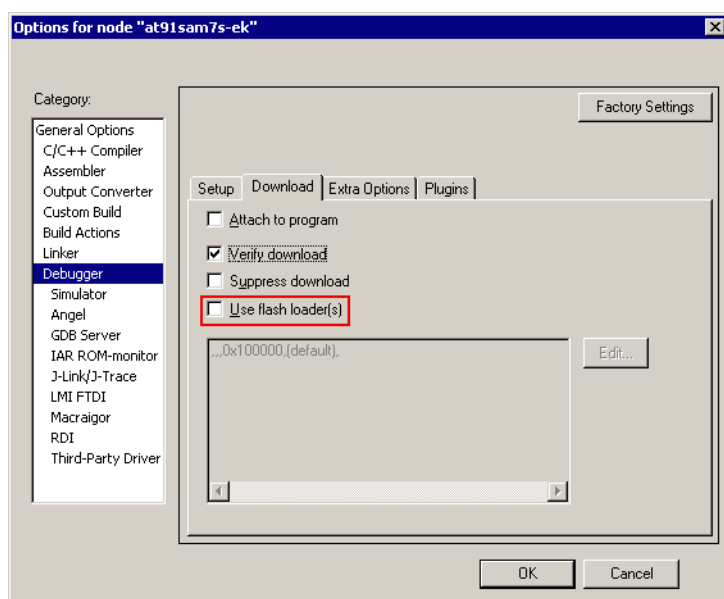 Options for node "at91sam7s-ek"
Category:
Factory Settings
General Options
C/C++ Compiler
Assembler
Output Converter
Custom Build
Build Actions
Linker
Debugger
Simulator
Angel
GDB Server
IAR ROM-monitor
J-Link/J-Trace
LMI FTDI
Macraigor
RDI
Third-Party Driver
Setup Download Extra Options Plugins
Attach to program
Verify download
Suppress download
Use flash loader(s)
,,,0x100000,(default),
Edit...
OK Cancel